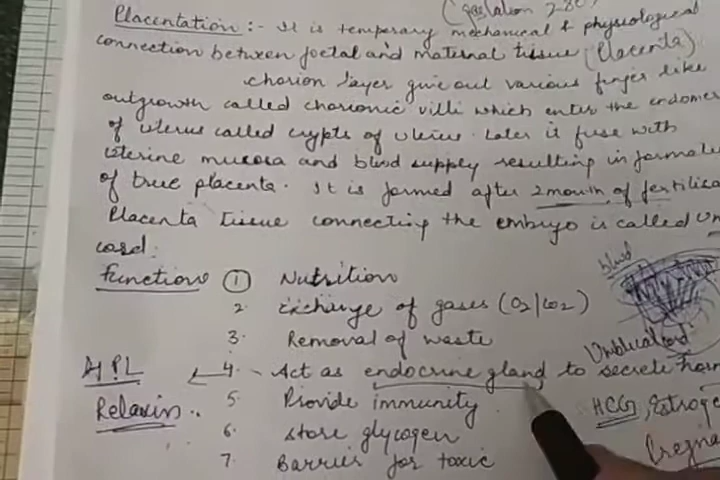 (gestation 280
Placentation :- It is temporary mechanical & physiological
connection between foetal and maternal tissue (Placenta)
chorion layer give out various finger like
outgrowth called chorionic villi which enter the endomet
of uterus called crypts of uterus. Later it fuse with
uterine mucosa and blood supply resulting in formati
of true placenta. It is formed after 2 month of fertilisa
Placenta tissue connecting the embryo is called Um
cord.
blood
Function 1 Nutrition
2. Exchange of gases (O2/CO2)
3. Removal of waste
Umblical cord
HPL 4. Act as endocrine gland to secrete horm
Relaxin.. 5 Provide immunity HCG, Estroge
6. store glycogen Pregna
7. Barrier for toxic